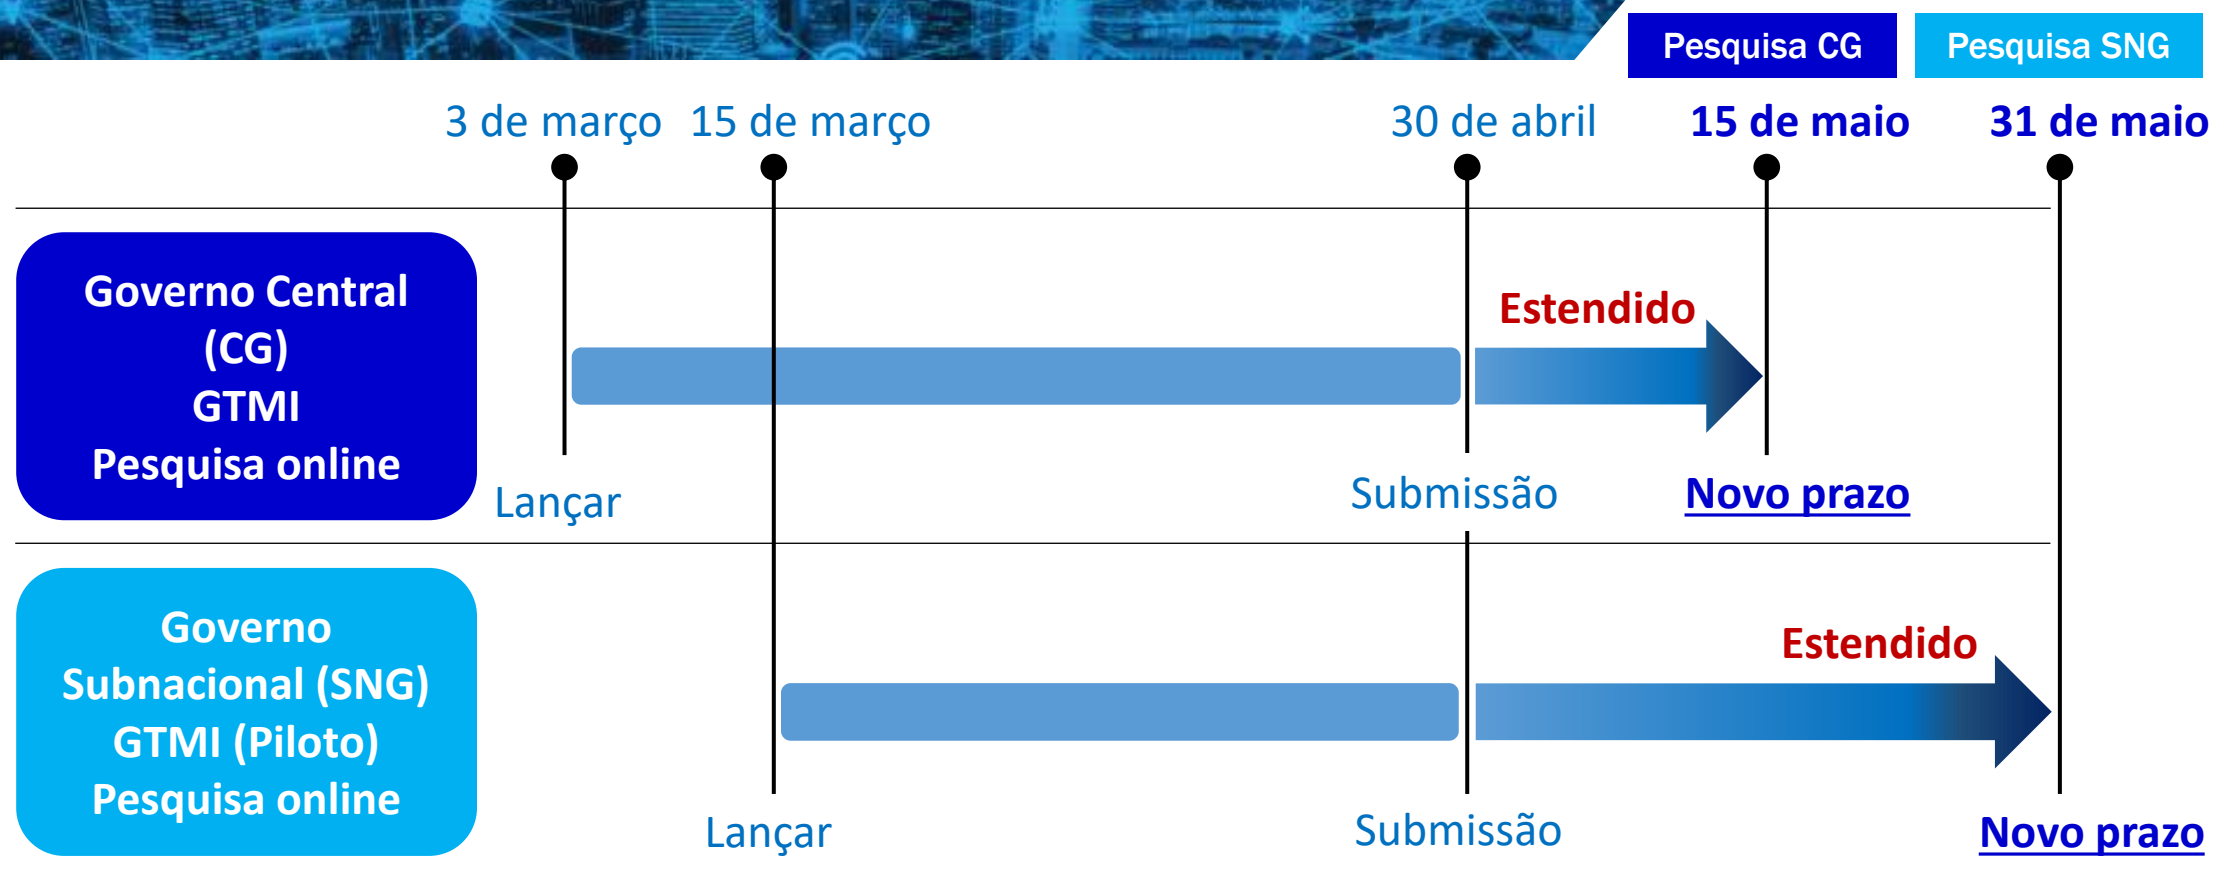 Pesquisa CG
Pesquisa SNG
3 de março
15 de março
30 de abril
15 de maio
31 de maio
Governo Central
(CG)
GTMI
Pesquisa online
Estendido
Lançar
Submissão
Novo prazo
Governo
Subnacional (SNG)
GTMI (Piloto)
Pesquisa online
Estendido
Lançar
Submissão
Novo prazo